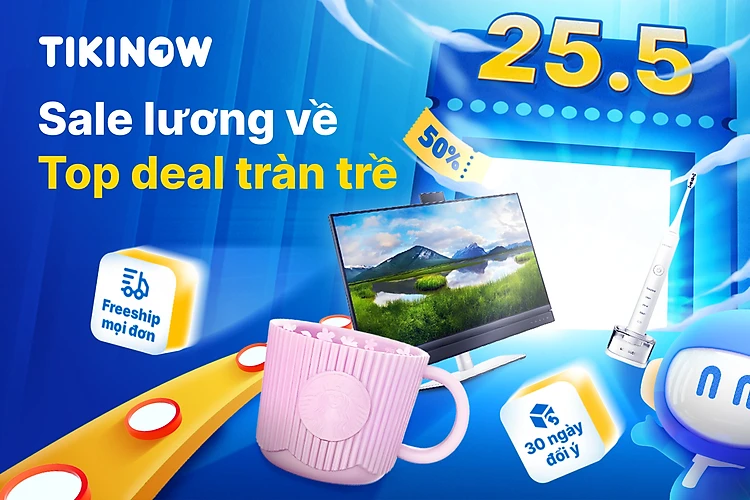 TIKINOW
25.5
Sale lương về
Top deal tràn trề
50%
Freeship
mọi đơn
30 ngày
đổi ý